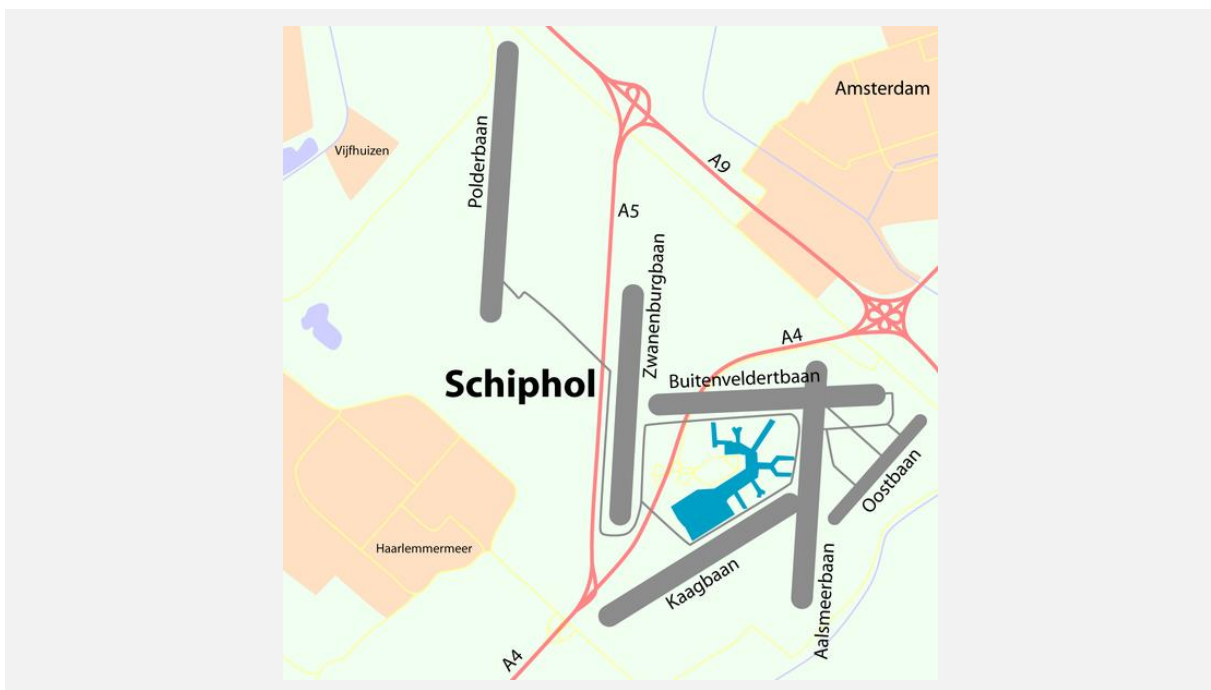 Amsterdam
Vijfhuizen
Polderbaan
A9
A5
Zwanenburgbaan
A4
Schiphol
Buitenveldertbaan
Oostbaan
Haarlemmermeer
Kaagbaan
Aalsmeerbaan
A4